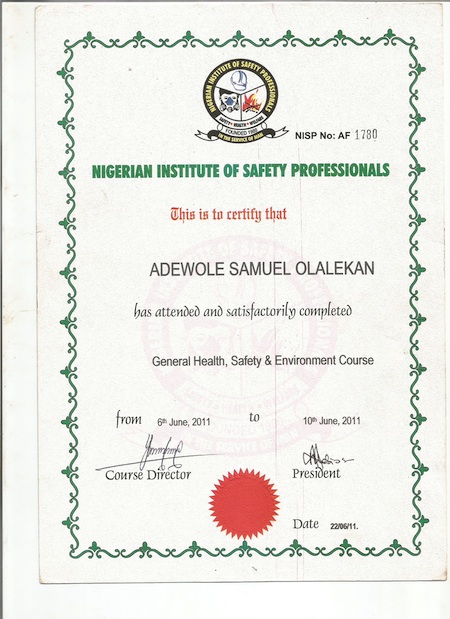 NIGERIAN INSTITUTE OF SAFETY PROFESSIONALS
SAFETY • HEALTH • WELFARE
FOUNDED 1980
IN THE SERVICE OF MAN
NISP No: AF 1780
NIGERIAN INSTITUTE OF SAFETY PROFESSIONALS
This is to certify that
ADEWOLE SAMUEL OLALEKAN
has attended and satisfactorily completed
General Health, Safety & Environment Course
from 6th June, 2011 to 10th June, 2011
Course Director President
Date 22/06/11.